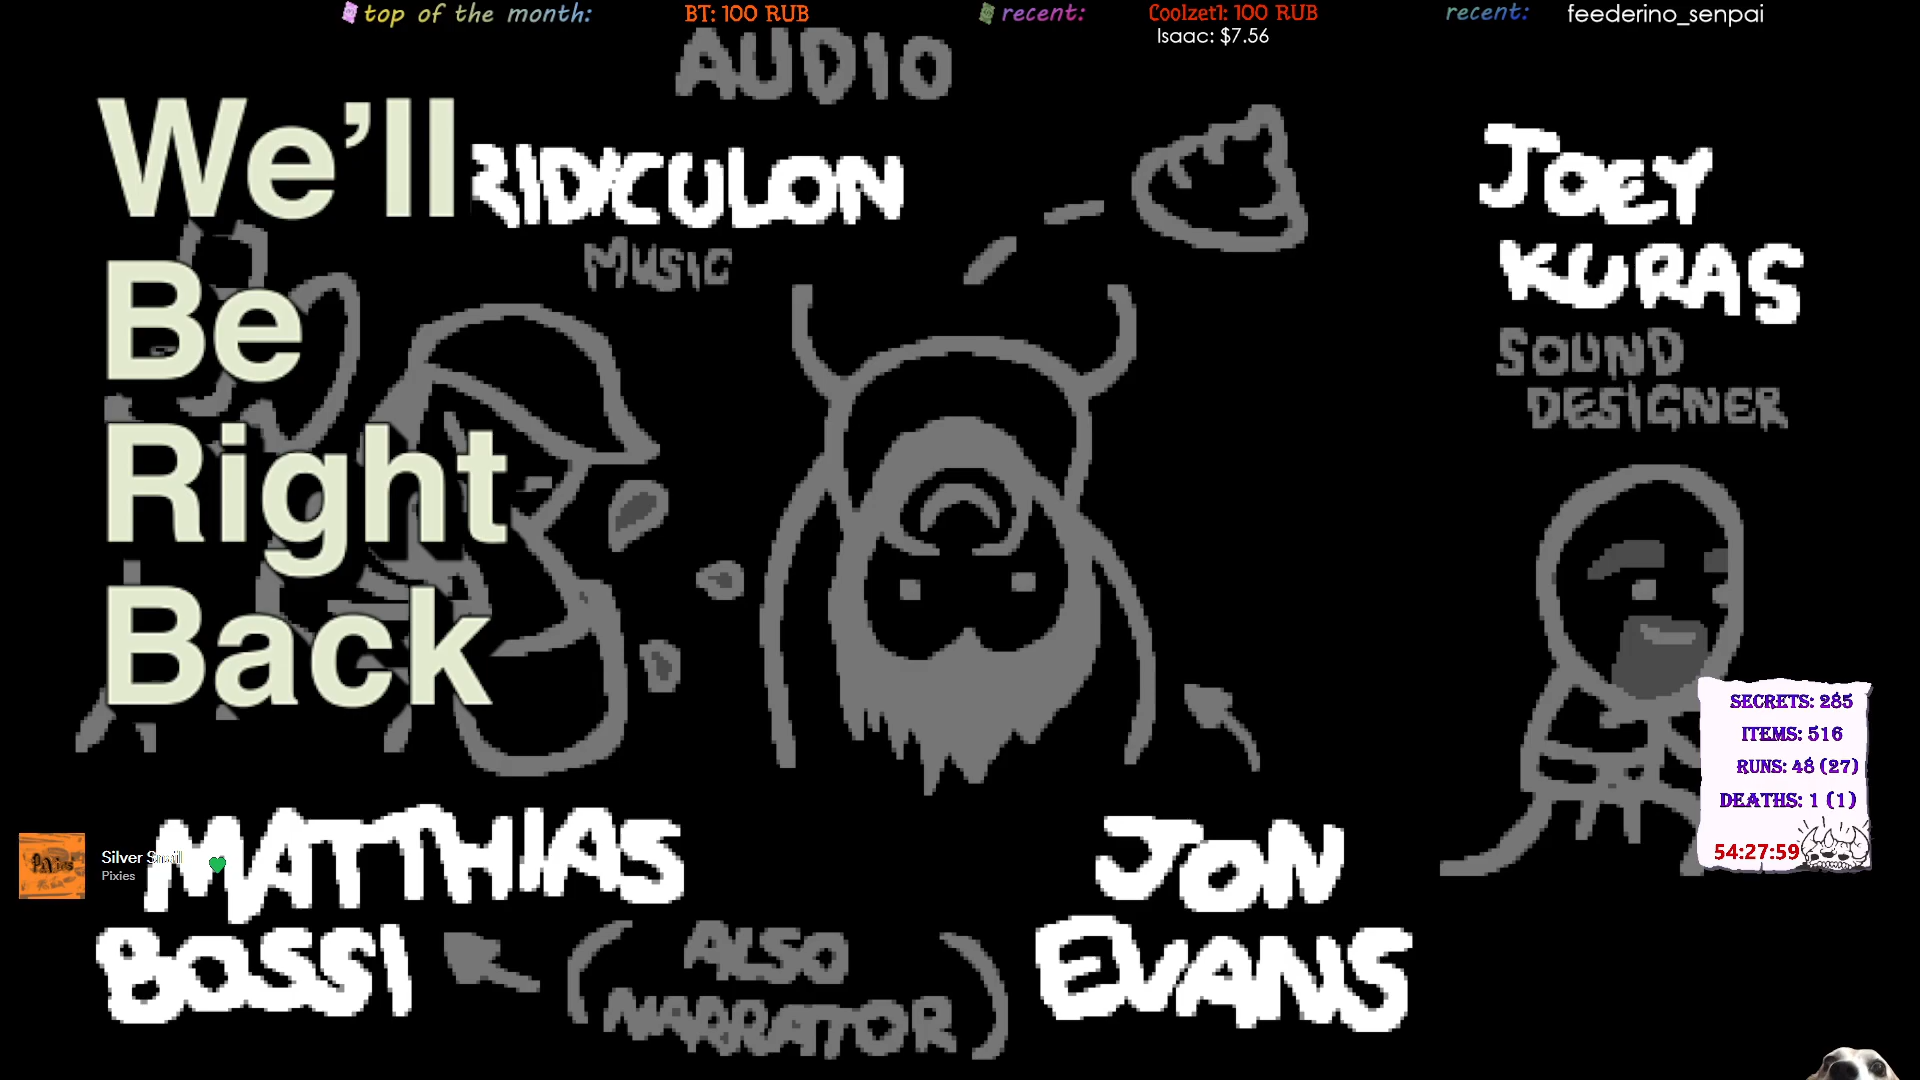 top of the month: BT: 100 RUB recent: Coolzet1: 100 RUB recent: feederino_senpai
Isaac: $7.56
AUDIO
We'll
Be
Right
Back
RIDICULON
MUSIC
JOEY
KURAS
SOUND
DESIGNER
SECRETS: 285
ITEMS: 516
RUNS: 48 (27)
DEATHS: 1 (1)
54:27:59
Silver Snail
Pixies
MATTHIAS
BOSSI
(ALSO
NARRATOR)
JON
EVANS